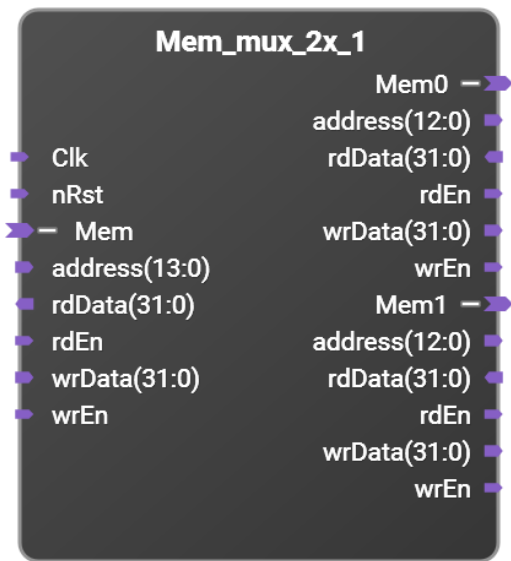 Mem_mux_2x_1
Clk
nRst
Mem
address(13:0)
rdData(31:0)
rdEn
wrData(31:0)
wrEn
Mem0
address(12:0)
rdData(31:0)
rdEn
wrData(31:0)
wrEn
Mem1
address(12:0)
rdData(31:0)
rdEn
wrData(31:0)
wrEn